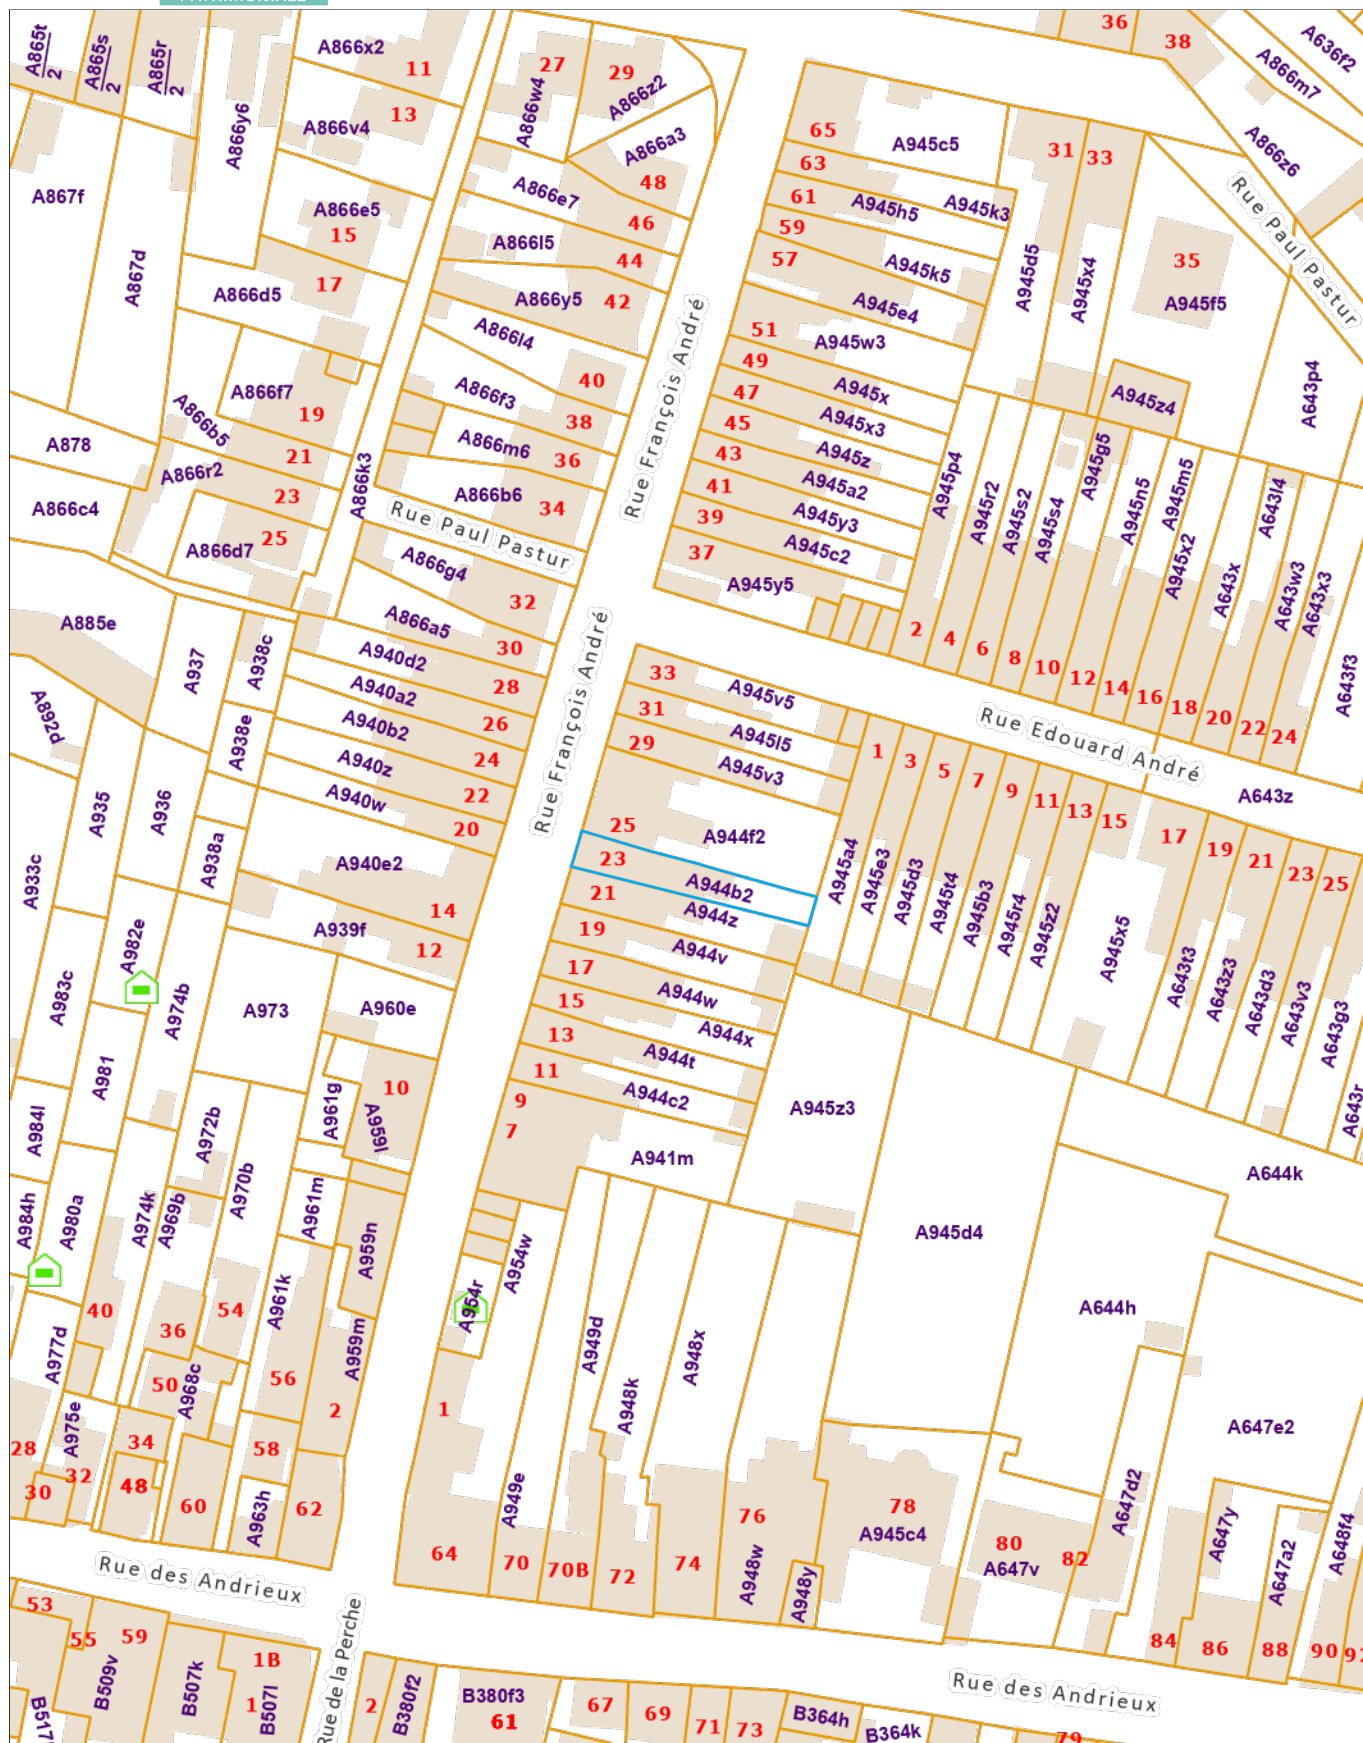 A865t
2
A865s
2
A865r
2
A866y6
A866x2
11
A866v4
13
A866w4
27
29
A866z2
A866a3
48
36
38
A636f2
A866m7
A866z6
Rue Paul Pastur
65
A945c5
31
33
63
61
A945h5
A945k3
59
57
A945k5
A945d5
A945x4
35
A945f5
A867f
A867d
A866e5
15
17
A866d5
A866e7
46
A866l5
44
A866y5
42
A866l4
40
A945e4
51
A945w3
49
A945x
47
A945x3
45
A945z
43
A945a2
41
A945y3
39
A945c2
37
A945y5
A945z4
A643p4
Rue François André
A866f7
19
A866b5
A878
21
A866r2
23
A866c4
25
A866d7
A866k3
A866f3
38
A866m6
36
A866b6
34
Rue Paul Pastur
A866g4
32
A866a5
30
A945p4
A945r2
A945s2
A945s4
A945g5
A945n5
A945m5
A945x2
A643x
A643l4
A643w3
A643x3
A643f3
2
4
6
8
10
12
14
16
18
20
22
24
Rue Edouard André
A643z
A885e
A937
A938c
A892d
A938e
A935
A936
A938a
A933c
A940d2
28
A940a2
26
A940b2
24
A940z
22
A940w
20
A940e2
14
A939f
12
Rue François André
33
A945v5
31
A945l5
29
A945v3
25
A944f2
23
A944b2
21
A944z
19
A944v
17
A944w
15
A944x
13
A944t
11
A944c2
9
7
A941m
1
3
5
7
9
11
13
15
17
19
21
23
25
A945a4
A945e3
A945d3
A945t4
A945b3
A945r4
A945z2
A945x5
A643t3
A643z3
A643d3
A643v3
A643g3
A643r
A982e
A983c
A974b
A973
A960e
A981
10
A961g
A959l
A984l
A972b
A970b
A984h
A980a
A974k
A969b
A961m
A959n
A945z3
A945d4
A644k
A644h
A954w
A954r
A949d
A948x
A948k
A949e
40
36
54
A961k
A959m
A977d
50
A968c
56
2
1
28
A975e
34
58
30
32
48
60
A963h
62
64
70
70B
72
74
76
A948w
A948y
78
A945c4
80
A647v
82
A647d2
A647e2
A647y
A647a2
A648f4
84
86
88
90
Rue des Andrieux
53
55
59
B509v
B507k
1B
1
B507l
Rue de la Perche
2
B380f2
B380f3
61
67
69
71
73
B364h
B364k
79
Rue des Andrieux